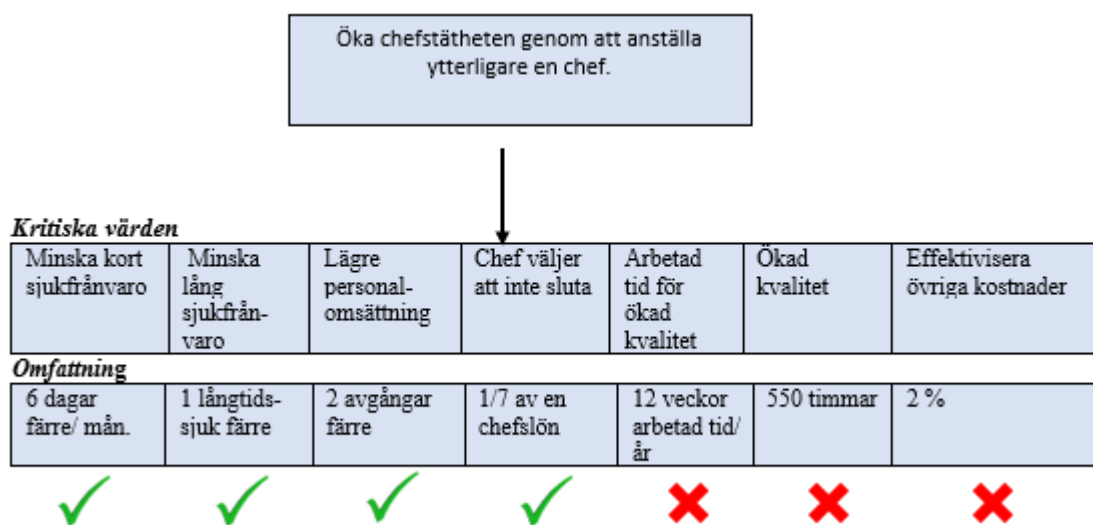 Öka chefstätheten genom att anställa
ytterligare en chef.
Kritiska värden
Minska kort
sjukfrånvaro
Minska
lång
sjukfrån-
varo
Lägre
personal-
omsättning
Chef väljer
att inte sluta
Arbetad
tid för
ökad
kvalitet
Ökad
kvalitet
Effektivisera
övriga kostnader
Omfattning
6 dagar
färre/ mån.
1 långtids-
sjuk färre
2 avgångar
färre
1/7 av en
chefslön
12 veckor
arbetad tid/
år
550 timmar
2 %